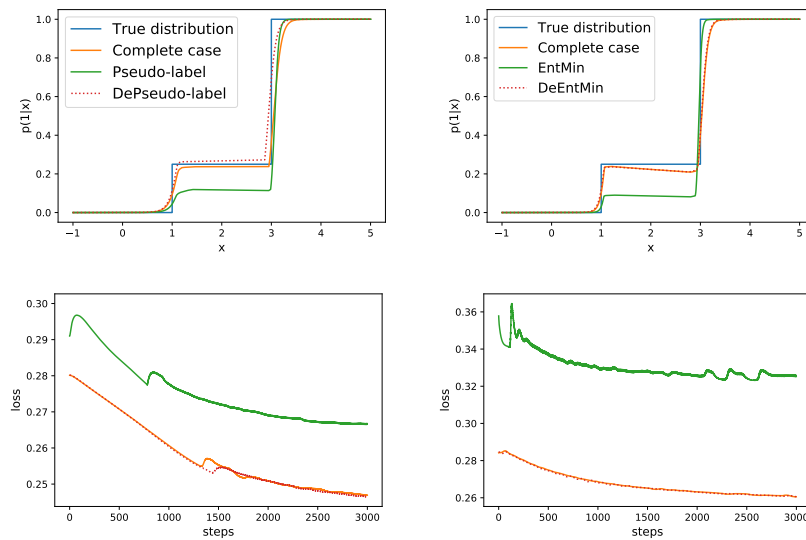 p(1|x)
1.0
0.8
0.6
0.4
0.2
0.0
True distribution
Complete case
Pseudo-label
DePseudo-label
−1 0 1 2 3 4 5
x
p(1|x)
1.0
0.8
0.6
0.4
0.2
0.0
True distribution
Complete case
EntMin
DeEntMin
−1 0 1 2 3 4 5
x
loss
0.30
0.29
0.28
0.27
0.26
0.25
0 500 1000 1500 2000 2500 3000
steps
loss
0.36
0.34
0.32
0.30
0.28
0.26
0 500 1000 1500 2000 2500 3000
steps